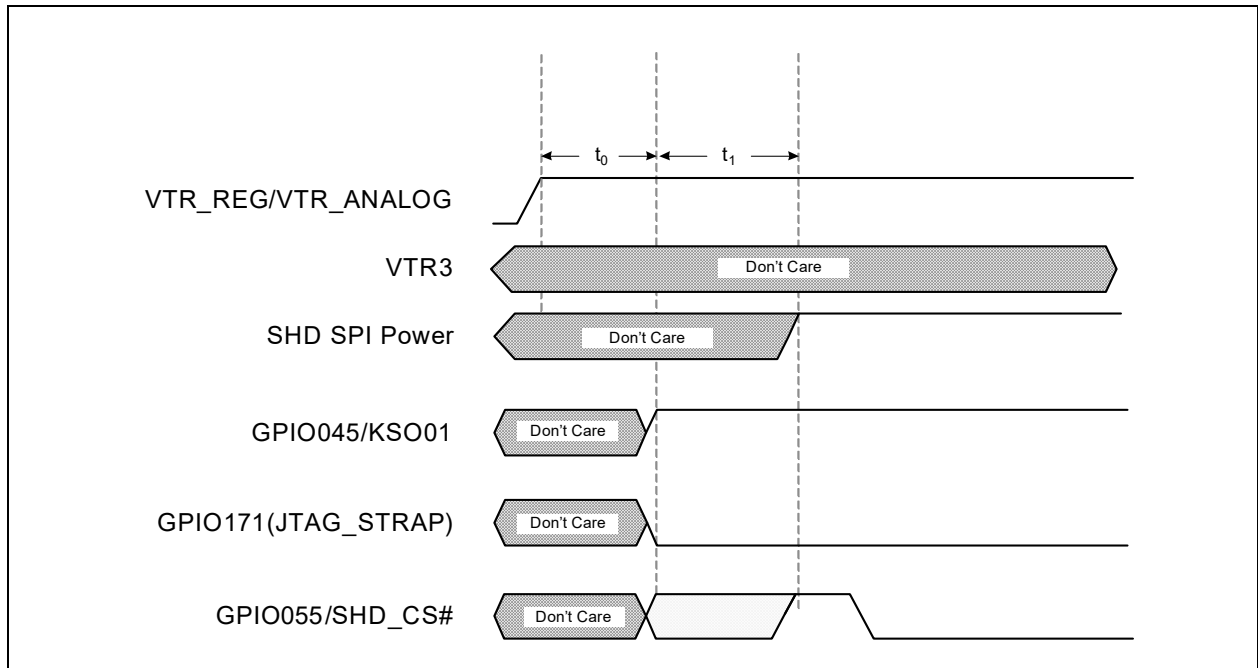 t0 t1
VTR_REG/VTR_ANALOG
VTR3 Don't Care
SHD SPI Power Don't Care
GPIO045/KSO01 Don't Care
GPIO171(JTAG_STRAP) Don't Care
GPIO055/SHD_CS# Don't Care